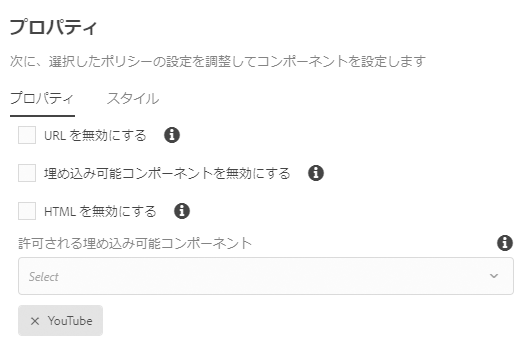 プロパティ
次に、選択したポリシーの設定を調整してコンポーネントを設定します
プロパティ スタイル
URL を無効にする
埋め込み可能コンポーネントを無効にする
HTML を無効にする
許可される埋め込み可能コンポーネント
Select
× YouTube